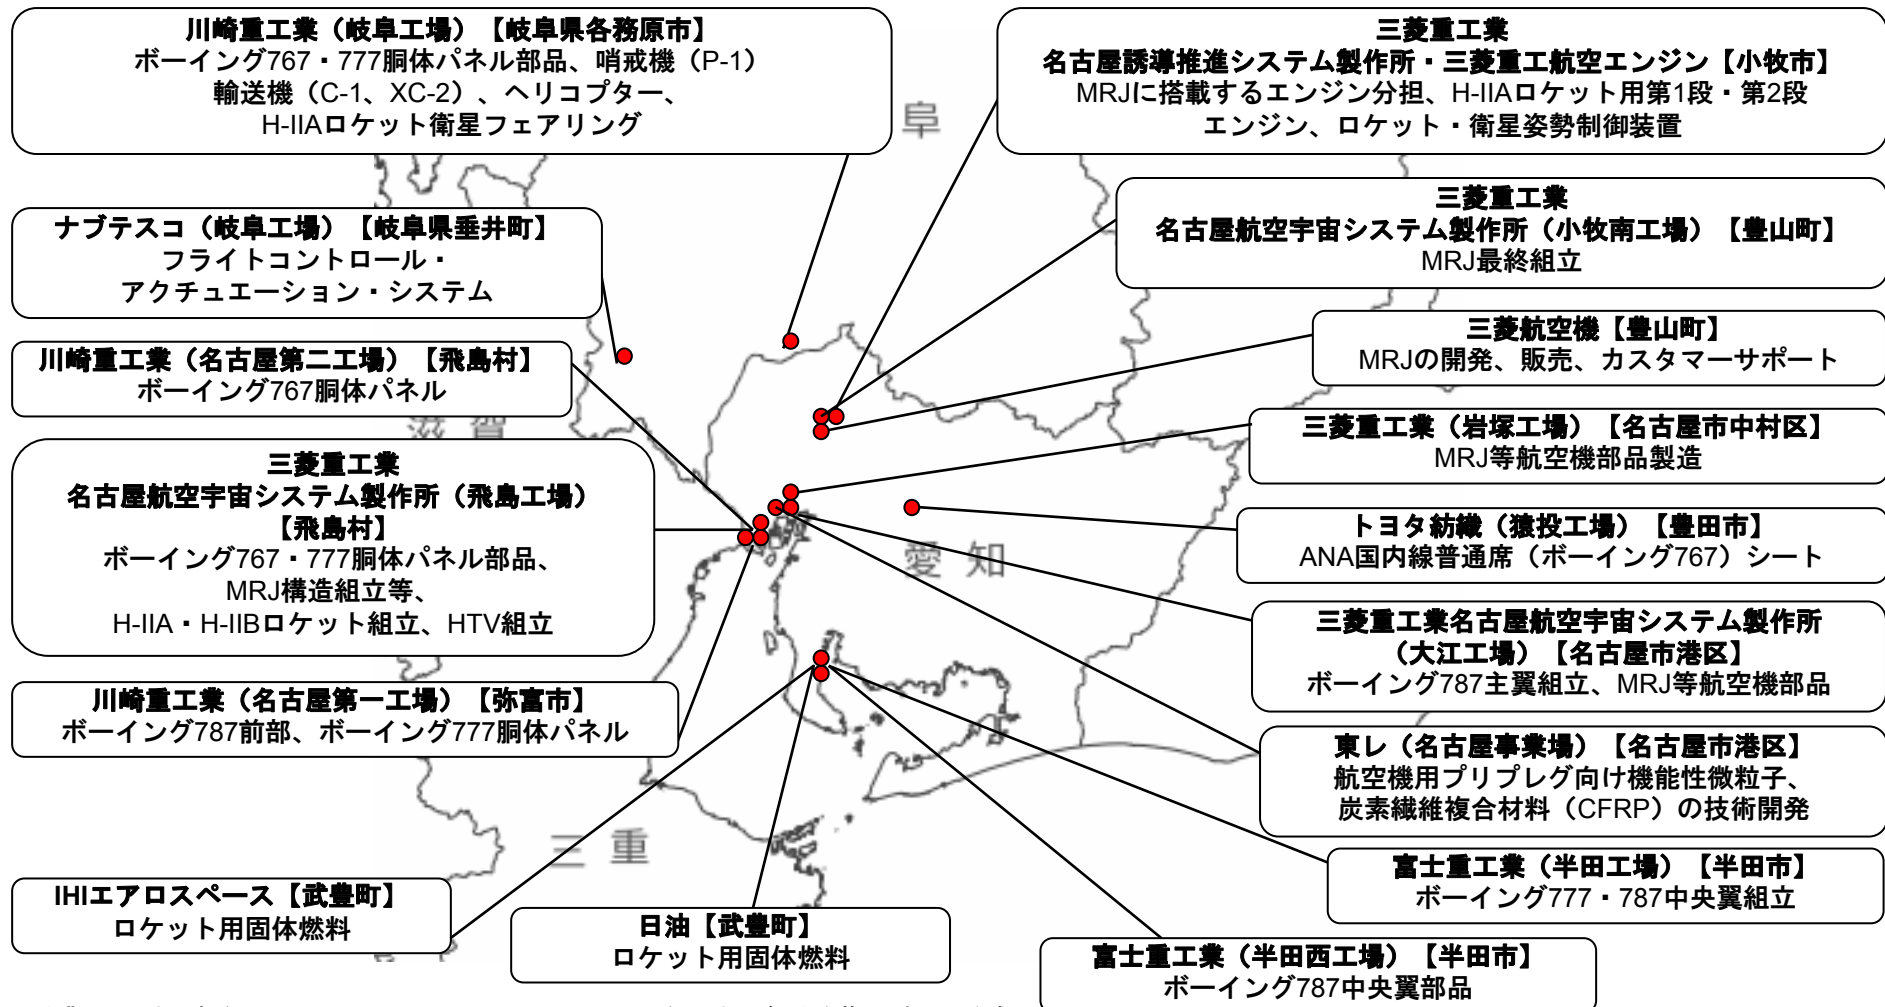 川崎重工業（岐阜工場）【岐阜県各務原市】
ボーイング767・777胴体パネル部品、哨戒機（P-1）
輸送機（C-1、XC-2）、ヘリコプター、
H-IIAロケット衛星フェアリング
三菱重工業
名古屋誘導推進システム製作所・三菱重工航空エンジン【小牧市】
MRJに搭載するエンジン分担、H-IIAロケット用第1段・第2段
エンジン、ロケット・衛星姿勢制御装置
阜
ナブテスコ（岐阜工場）【岐阜県垂井町】
フライトコントロール・
アクチュエーション・システム
三菱重工業
名古屋航空宇宙システム製作所（小牧南工場）【豊山町】
MRJ最終組立
川崎重工業（名古屋第二工場）【飛島村】
ボーイング767胴体パネル
三菱航空機【豊山町】
MRJの開発、販売、カスタマーサポート
滋賀
三菱重工業（岩塚工場）【名古屋市中村区】
MRJ等航空機部品製造
三菱重工業
名古屋航空宇宙システム製作所（飛島工場）
【飛島村】
ボーイング767・777胴体パネル部品、
MRJ構造組立等、
H-IIA・H-IIBロケット組立、HTV組立
トヨタ紡織（猿投工場）【豊田市】
ANA国内線普通席（ボーイング767）シート
愛知
三菱重工業名古屋航空宇宙システム製作所
（大江工場）【名古屋市港区】
ボーイング787主翼組立、MRJ等航空機部品
川崎重工業（名古屋第一工場）【弥富市】
ボーイング787前部、ボーイング777胴体パネル
東レ（名古屋事業場）【名古屋市港区】
航空機用プリプレグ向け機能性微粒子、
炭素繊維複合材料（CFRP）の技術開発
三重
富士重工業（半田工場）【半田市】
ボーイング777・787中央翼組立
IHIエアロスペース【武豊町】
ロケット用固体燃料
日油【武豊町】
ロケット用固体燃料
富士重工業（半田西工場）【半田市】
ボーイング787中央翼部品